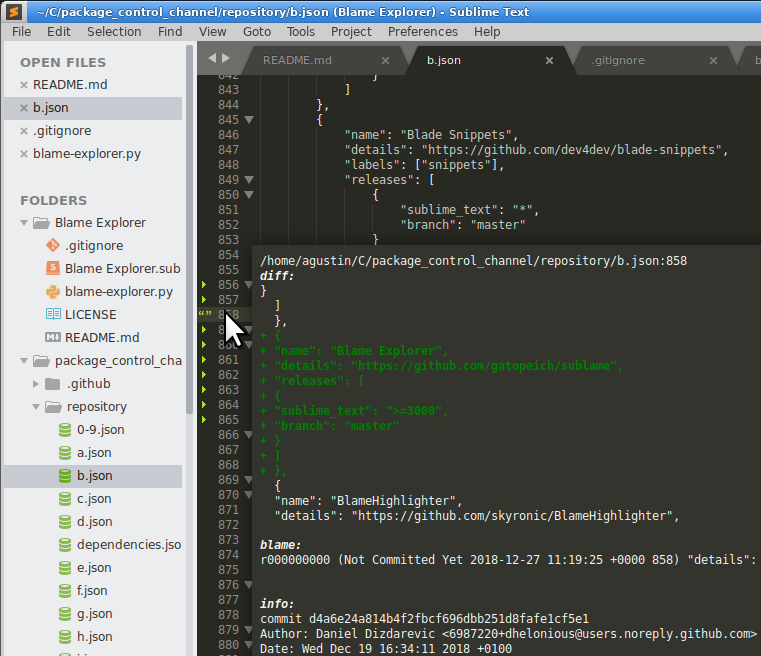 ~/C/package_control_channel/repository/b.json (Blame Explorer) - Sublime Text
File Edit Selection Find View Goto Tools Project Preferences Help
OPEN FILES
README.md
b.json
.gitignore
blame-explorer.py
FOLDERS
Blame Explorer
.gitignore
Blame Explorer.sub
blame-explorer.py
LICENSE
README.md
package_control_cha
.github
repository
0-9.json
a.json
b.json
c.json
d.json
dependencies.jso
e.json
f.json
g.json
h.json
README.md × b.json × .gitignore × b
842 }
843 ]
844 },
845 {
846 "name": "Blade Snippets",
847 "details": "https://github.com/dev4dev/blade-snippets",
848 "labels": ["snippets"],
849 "releases": [
850 {
851 "sublime_text": "*",
852 "branch": "master"
853 }
854
855
856
857
858
861
862
863
864
865
866
867
868
869
870
871
872
873
874
875
876
877
878
879
880
/home/agustin/C/package_control_channel/repository/b.json:858
diff:
}
]
},
+ {
+ "name": "Blame Explorer",
+ "details": "https://github.com/gatopeich/sublame",
+ "releases": [
+ {
+ "sublime_text": ">=3000",
+ "branch": "master"
+ }
+ ]
+ },
{
"name": "BlameHighlighter",
"details": "https://github.com/skyronic/BlameHighlighter",
blame:
r000000000 (Not Committed Yet 2018-12-27 11:19:25 +0000 858) "details":
info:
commit d4a6e24a814b4f2fbcf696dbb251d8fafe1cf5e1
Author: Daniel Dizdarevic <6987220+dhelonious@users.noreply.github.com>
Date: Wed Dec 19 16:34:11 2018 +0100